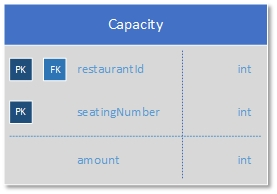 Capacity
PK FK restaurantId int
PK seatingNumber int
amount int